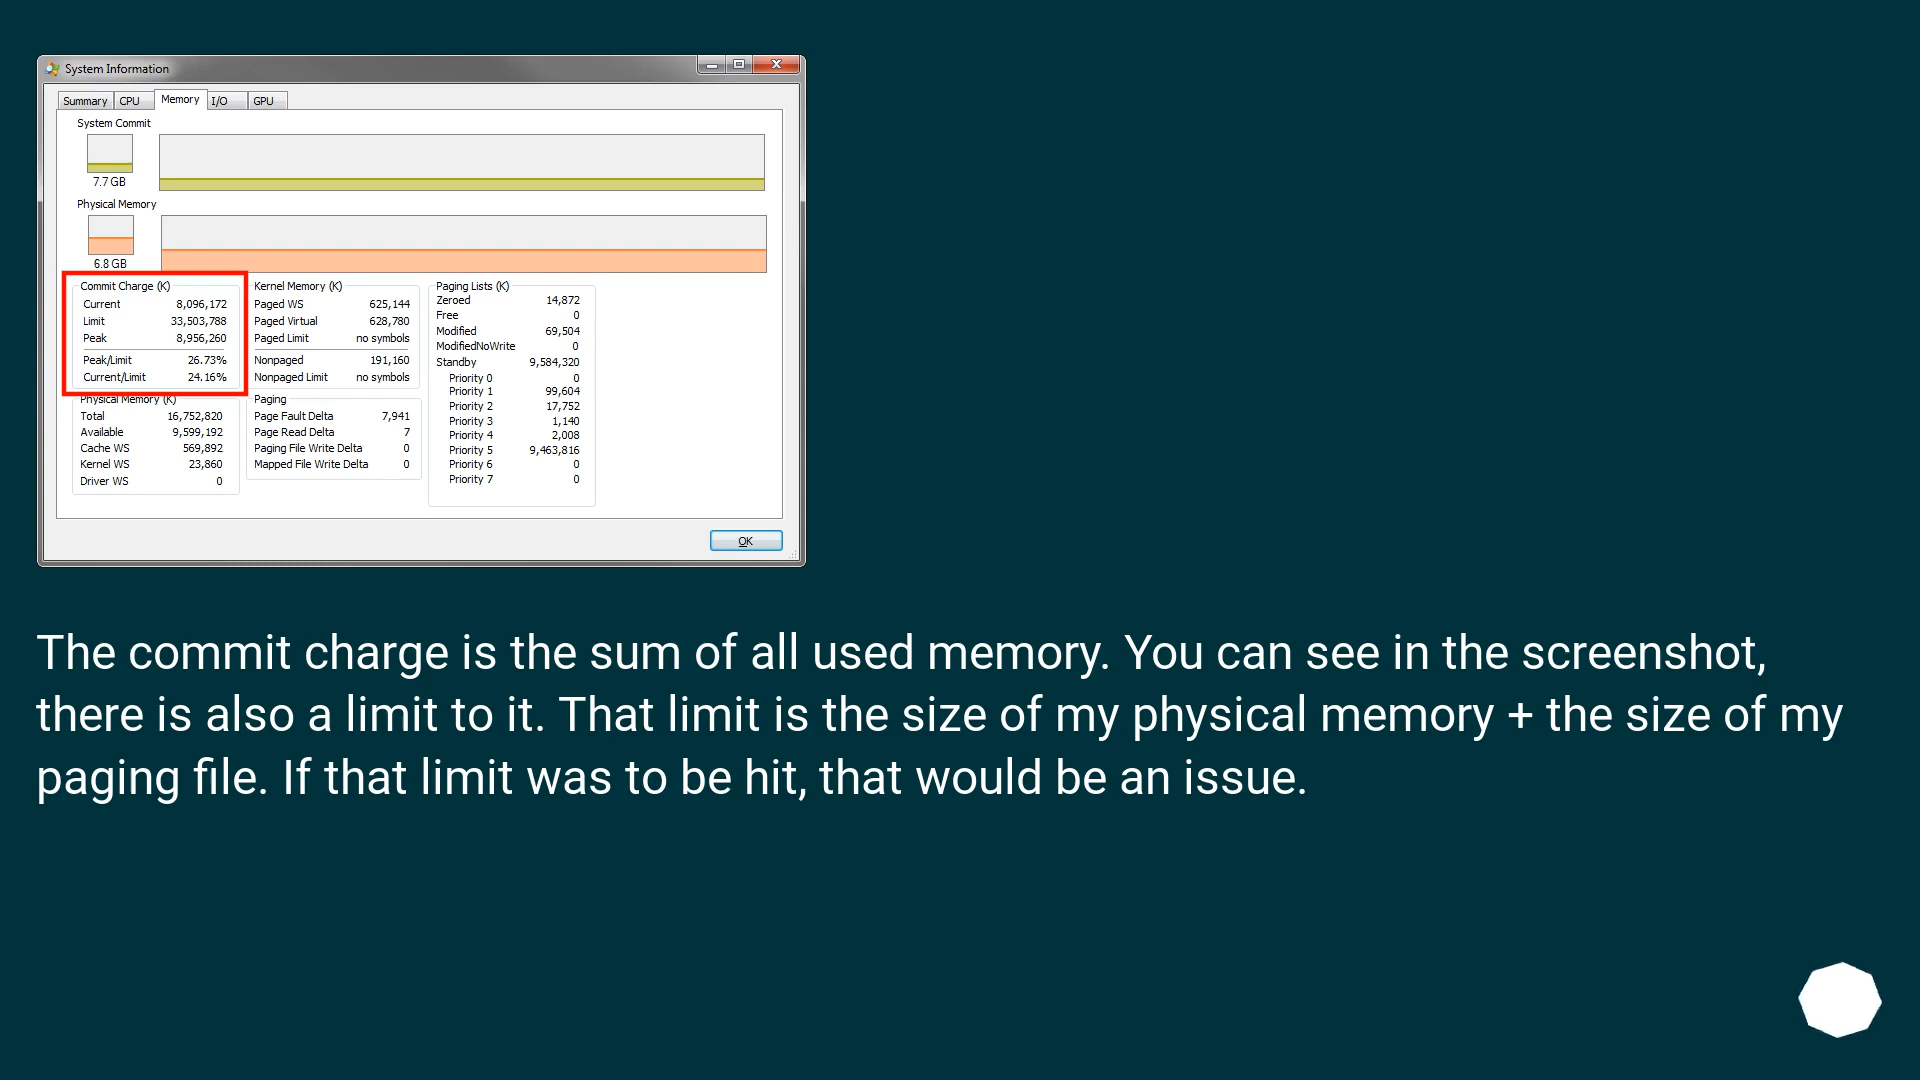 System Information
Summary CPU Memory I/O GPU
System Commit
7.7 GB
Physical Memory
6.8 GB
Commit Charge (K)
Current 8,096,172
Limit 33,503,788
Peak 8,956,260
Peak/Limit 26.73%
Current/Limit 24.16%
Physical Memory (K)
Total 16,752,820
Available 9,599,192
Cache WS 569,892
Kernel WS 23,860
Driver WS 0
Kernel Memory (K)
Paged WS 625,144
Paged Virtual 628,780
Paged Limit no symbols
Nonpaged 191,160
Nonpaged Limit no symbols
Paging
Page Fault Delta 7,941
Page Read Delta 7
Paging File Write Delta 0
Mapped File Write Delta 0
Paging Lists (K)
Zeroed 14,872
Free 0
Modified 69,504
ModifiedNoWrite 0
Standby 9,584,320
Priority 0 0
Priority 1 99,604
Priority 2 17,752
Priority 3 1,140
Priority 4 2,008
Priority 5 9,463,816
Priority 6 0
Priority 7 0
OK
The commit charge is the sum of all used memory. You can see in the screenshot,
there is also a limit to it. That limit is the size of my physical memory + the size of my
paging file. If that limit was to be hit, that would be an issue.